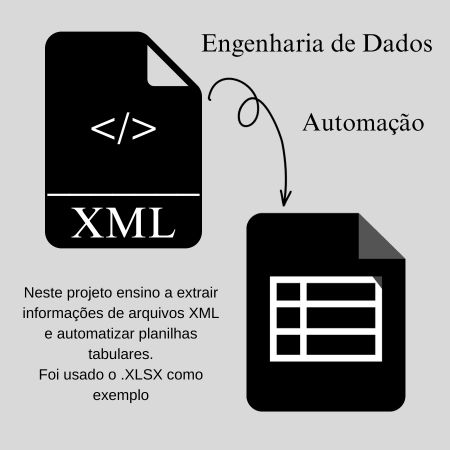 Engenharia de Dados
Automação
</>
XML
Neste projeto ensino a extrair
informações de arquivos XML
e automatizar planilhas
tabulares.
Foi usado o .XLSX como
exemplo